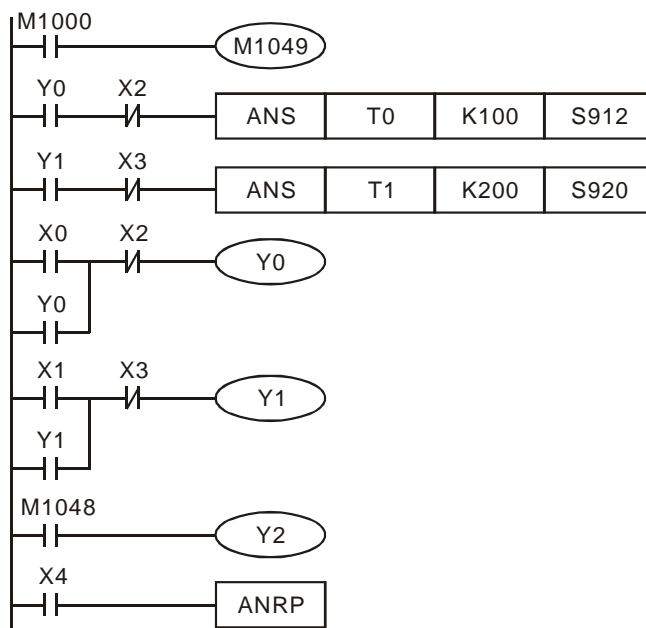 M1000
M1049
Y0 X2
ANS T0 K100 S912
Y1 X3
ANS T1 K200 S920
X0 X2
Y0
Y0
X1 X3
Y1
Y1
M1048
Y2
X4
ANRP